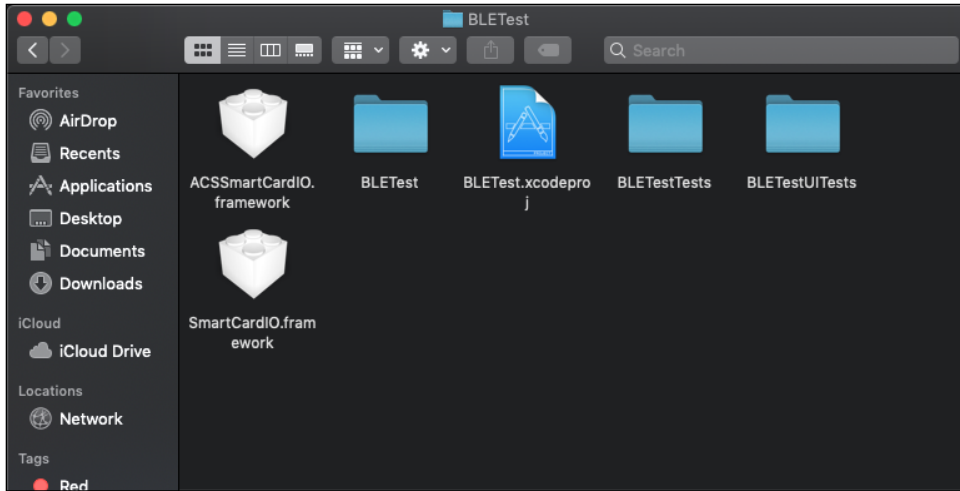 BLETest
Search
Favorites
AirDrop
Recents
Applications
Desktop
Documents
Downloads
iCloud
iCloud Drive
Locations
Network
Tags
Red
ACSSmartCardIO.
framework
BLETest
BLETest.xcodepro
j
BLETestTests
BLETestUITests
SmartCardIO.fram
ework